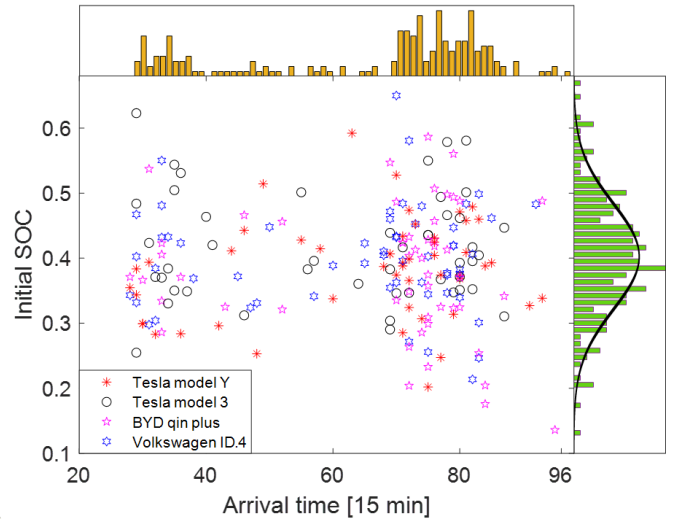 0.6
0.5
0.4
0.3
0.2
0.1
Initial SOC
Tesla model Y
Tesla model 3
BYD qin plus
Volkswagen ID.4
20 40 60 80 96
Arrival time [15 min]